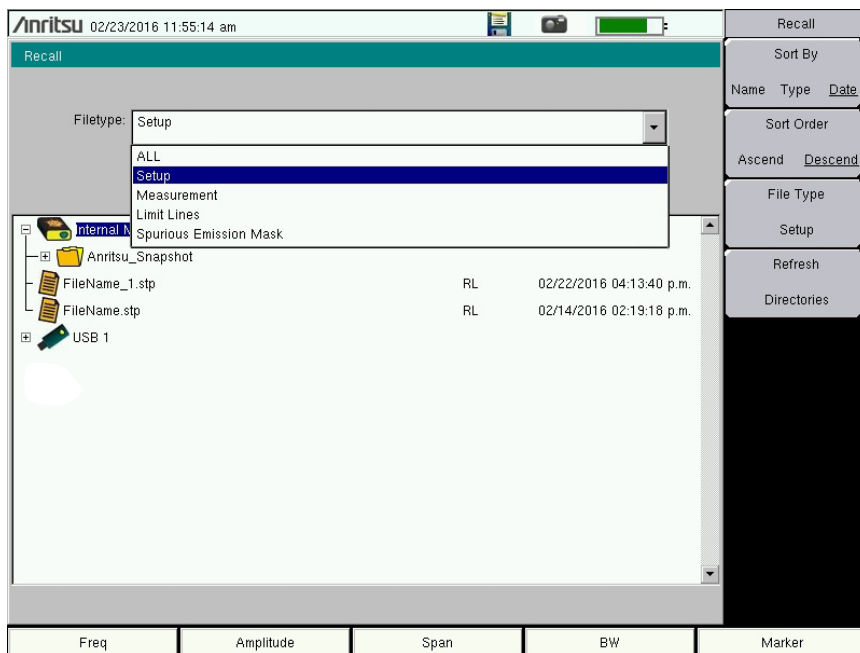 Anritsu 02/23/2016 11:55:14 am
Recall
Filetype: Setup
ALL
Setup
Measurement
Limit Lines
Spurious Emission Mask
Internal
Anritsu_Snapshot
FileName_1.stp RL 02/22/2016 04:13:40 p.m.
FileName.stp RL 02/14/2016 02:19:18 p.m.
USB 1
Recall
Sort By
Name Type Date
Sort Order
Ascend Descend
File Type
Setup
Refresh
Directories
Freq Amplitude Span BW Marker